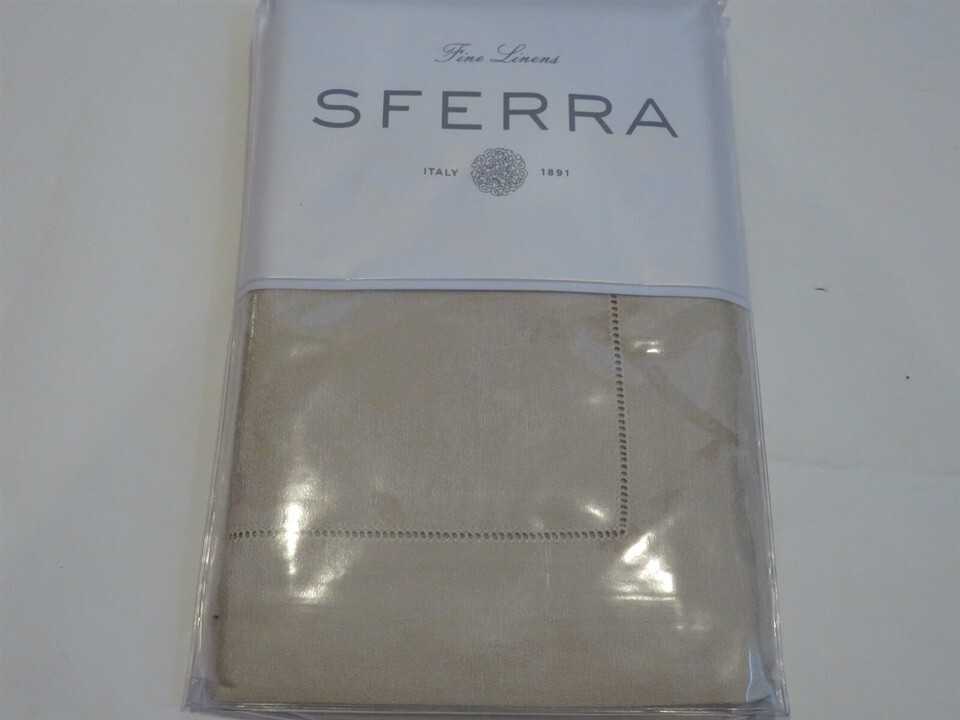 Fine Linens
SFERRA
ITALY 1891